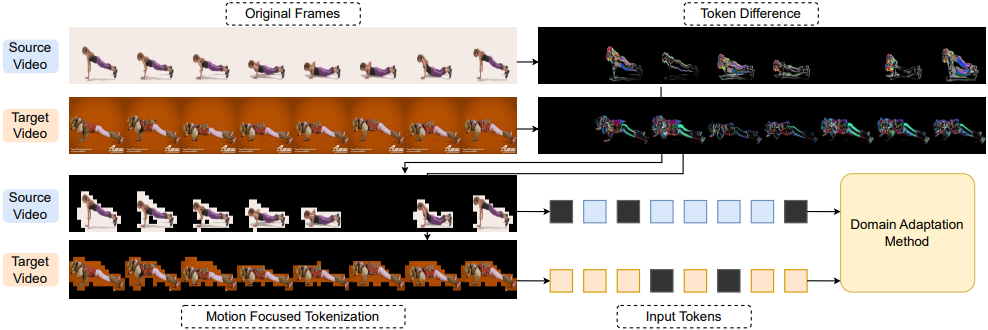 Original Frames
Token Difference
Source
Video
Target
Video
Source
Video
Target
Video
Domain Adaptation
Method
Motion Focused Tokenization
Input Tokens